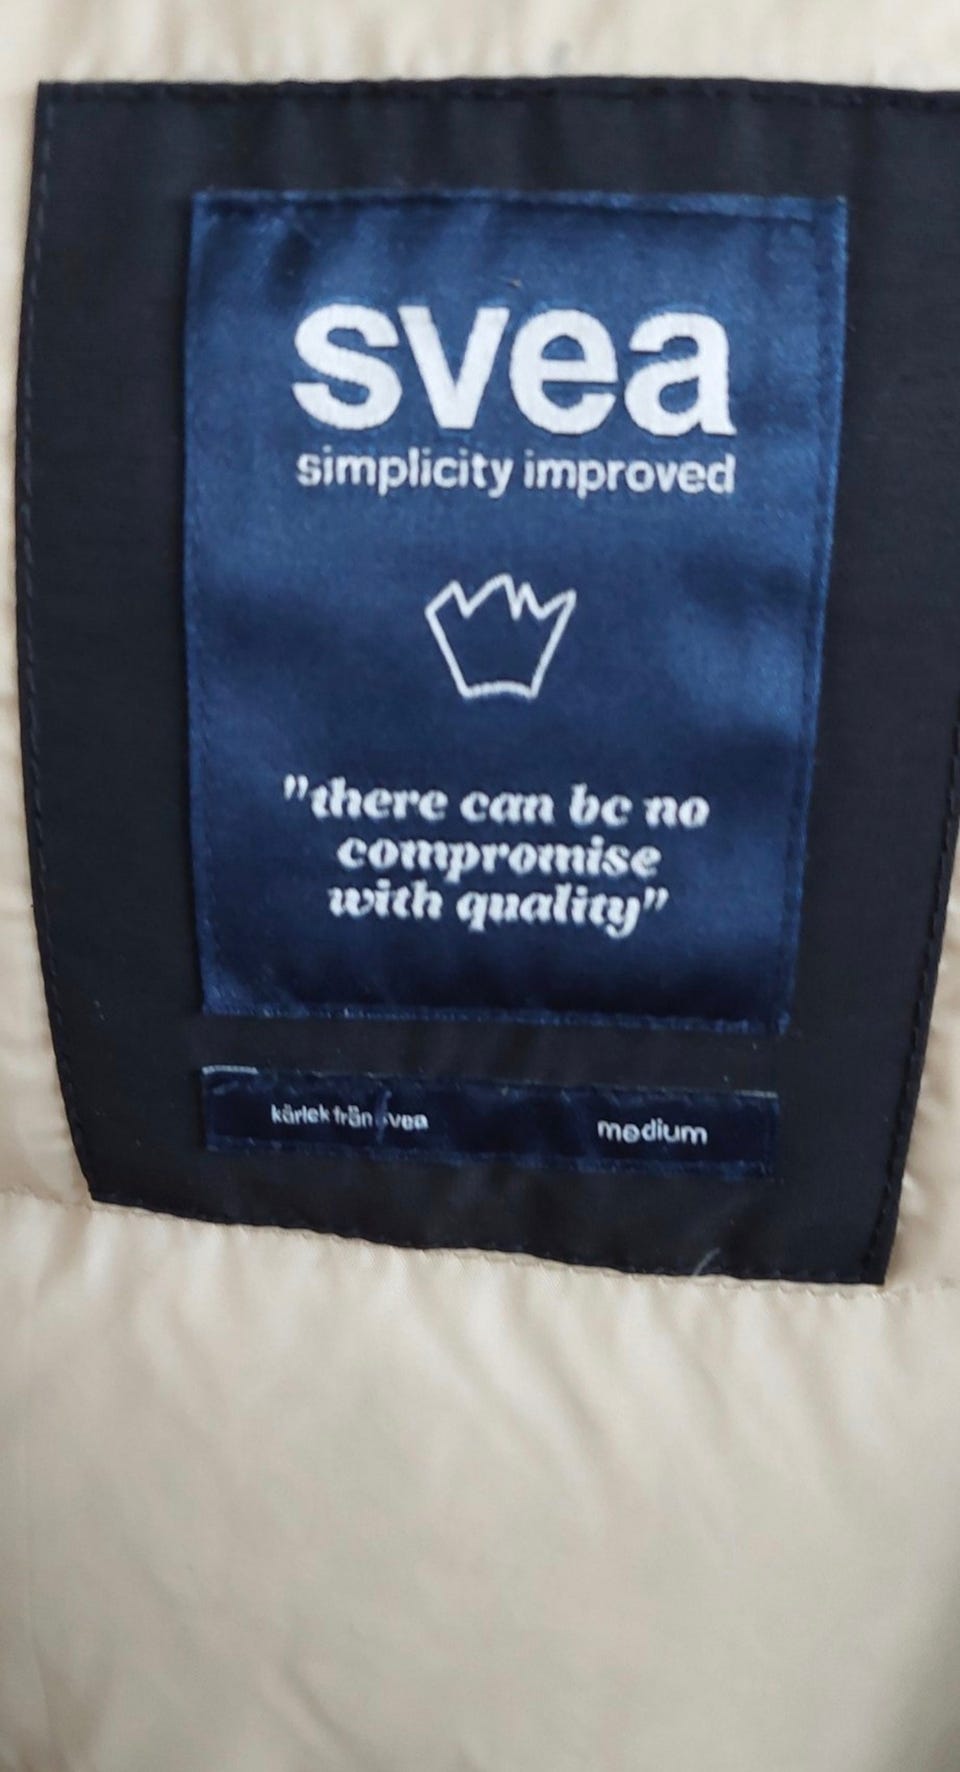 svea
simplicity improved
"there can be no
compromise
with quality"
kärlek från svea
medium